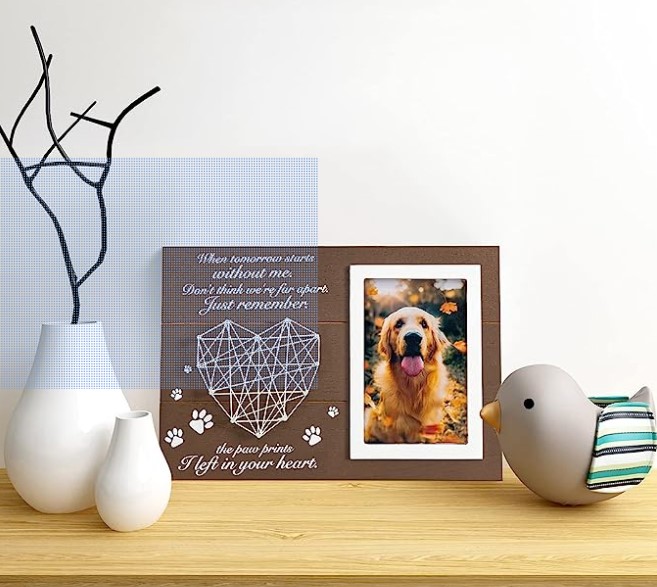 When tomorrow starts
without me.
Don't think we're far apart.
Just remember.
the paw prints
I left in your heart.